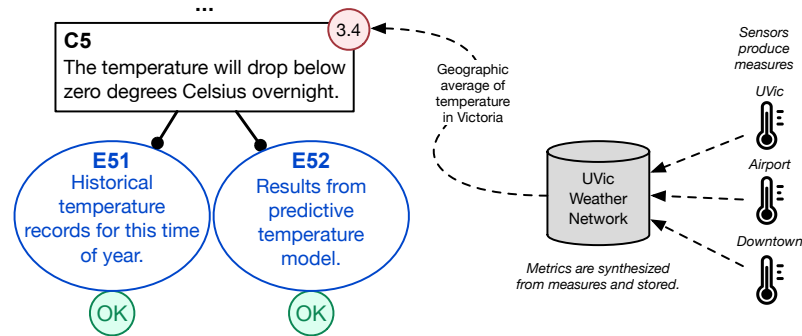 ...
C5
3.4
The temperature will drop below
zero degrees Celsius overnight.
E51
Historical
temperature
records for this time
of year.
OK
E52
Results from
predictive
temperature
model.
OK
Geographic
average of
temperature
in Victoria
UVic
Weather
Network
Metrics are synthesized
from measures and stored.
Sensors
produce
measures
UVic
Airport
Downtown